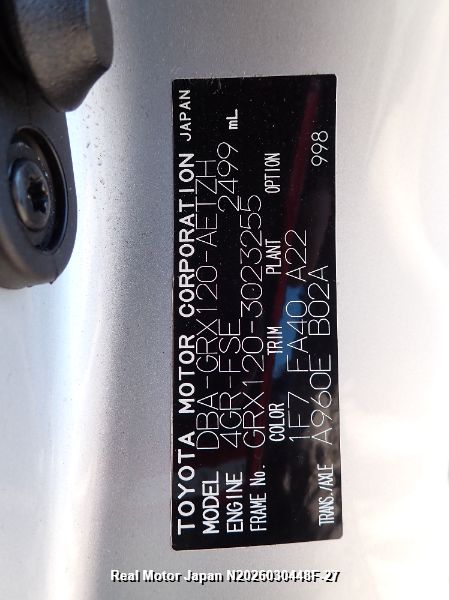 TOYOTA MOTOR CORPORATION JAPAN
MODEL DBA-GRX120-AETZH
ENGINE 4GR-FSE 2499 mL
FRAME No. GRX120-3023255
COLOR TRIM PLANT OPTION
1F7 FA40 A22 998
TRANS./AXLE A960E B02A
Real Motor Japan N2026030448F-27